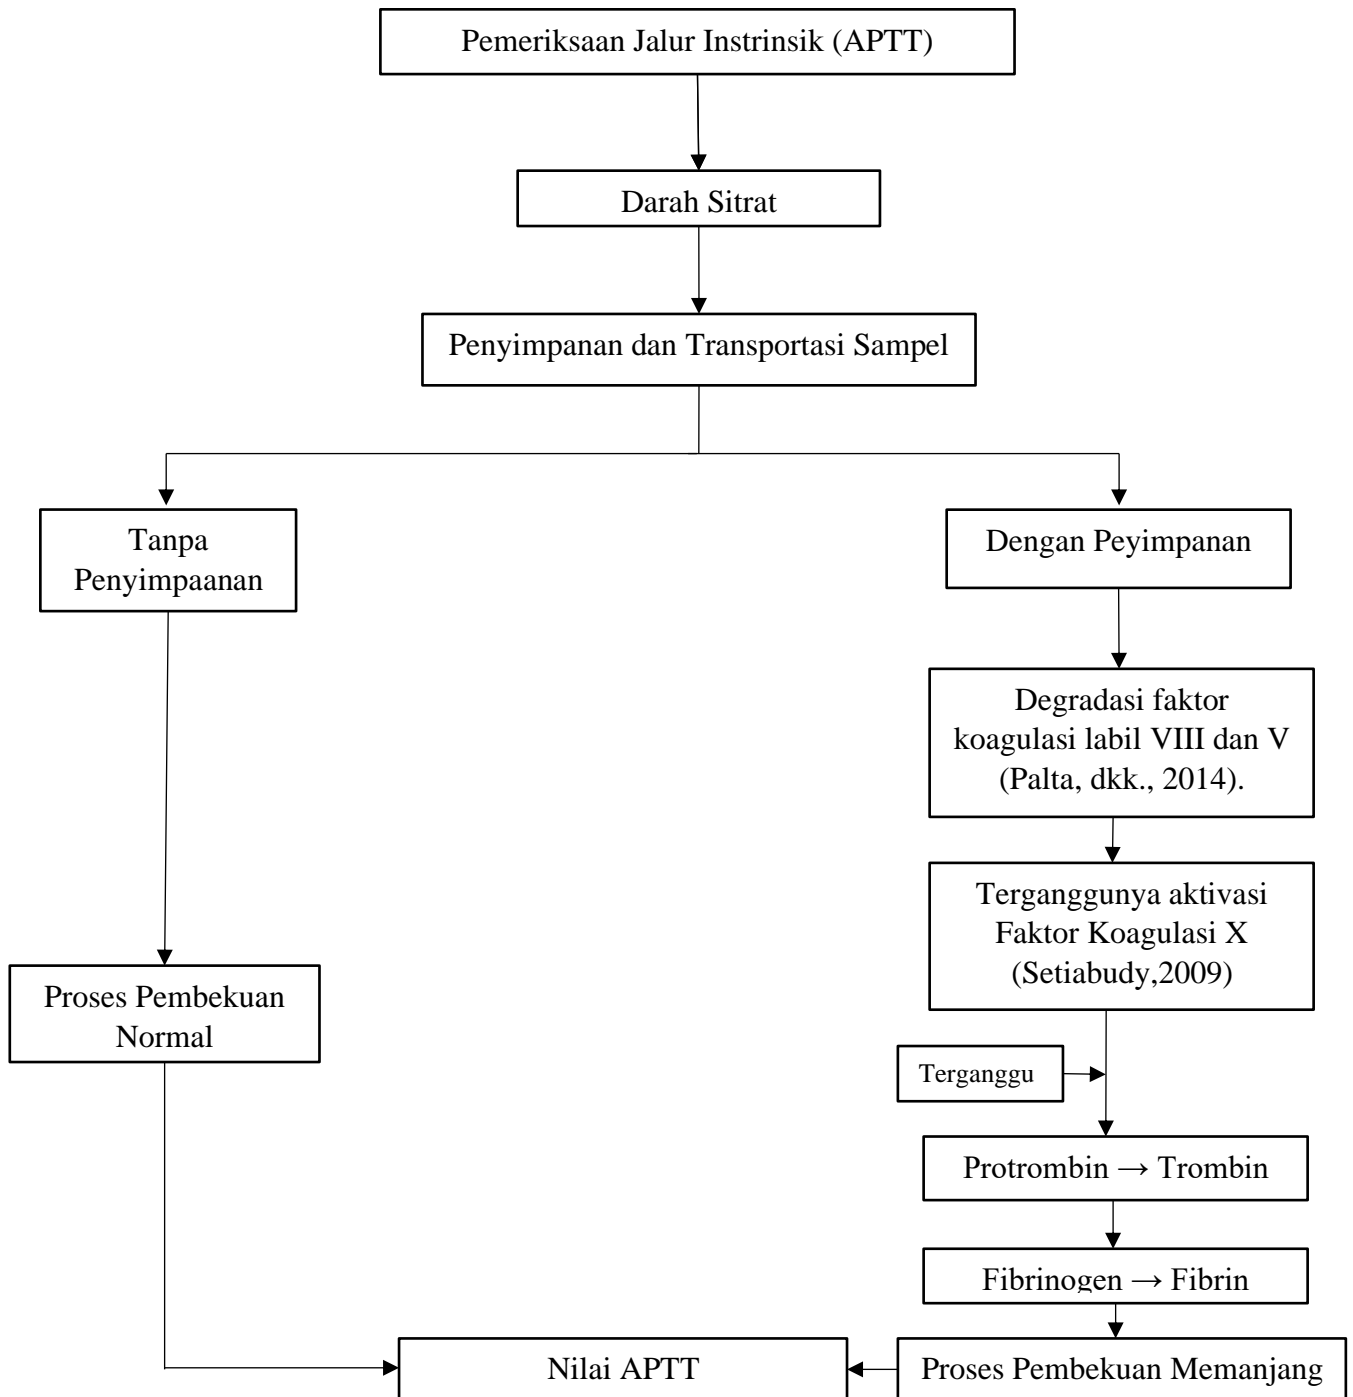 Pemeriksaan Jalur Instrinsik (APTT)
Darah Sitrat
Penyimpanan dan Transportasi Sampel
Tanpa
Penyimpaanan
Dengan Peyimpanan
Degradasi faktor
koagulasi labil VIII dan V
(Palta, dkk., 2014).
Terganggunya aktivasi
Faktor Koagulasi X
(Setiabudy,2009)
Proses Pembekuan
Normal
Terganggu
Protrombin → Trombin
Fibrinogen → Fibrin
Nilai APTT
Proses Pembekuan Memanjang